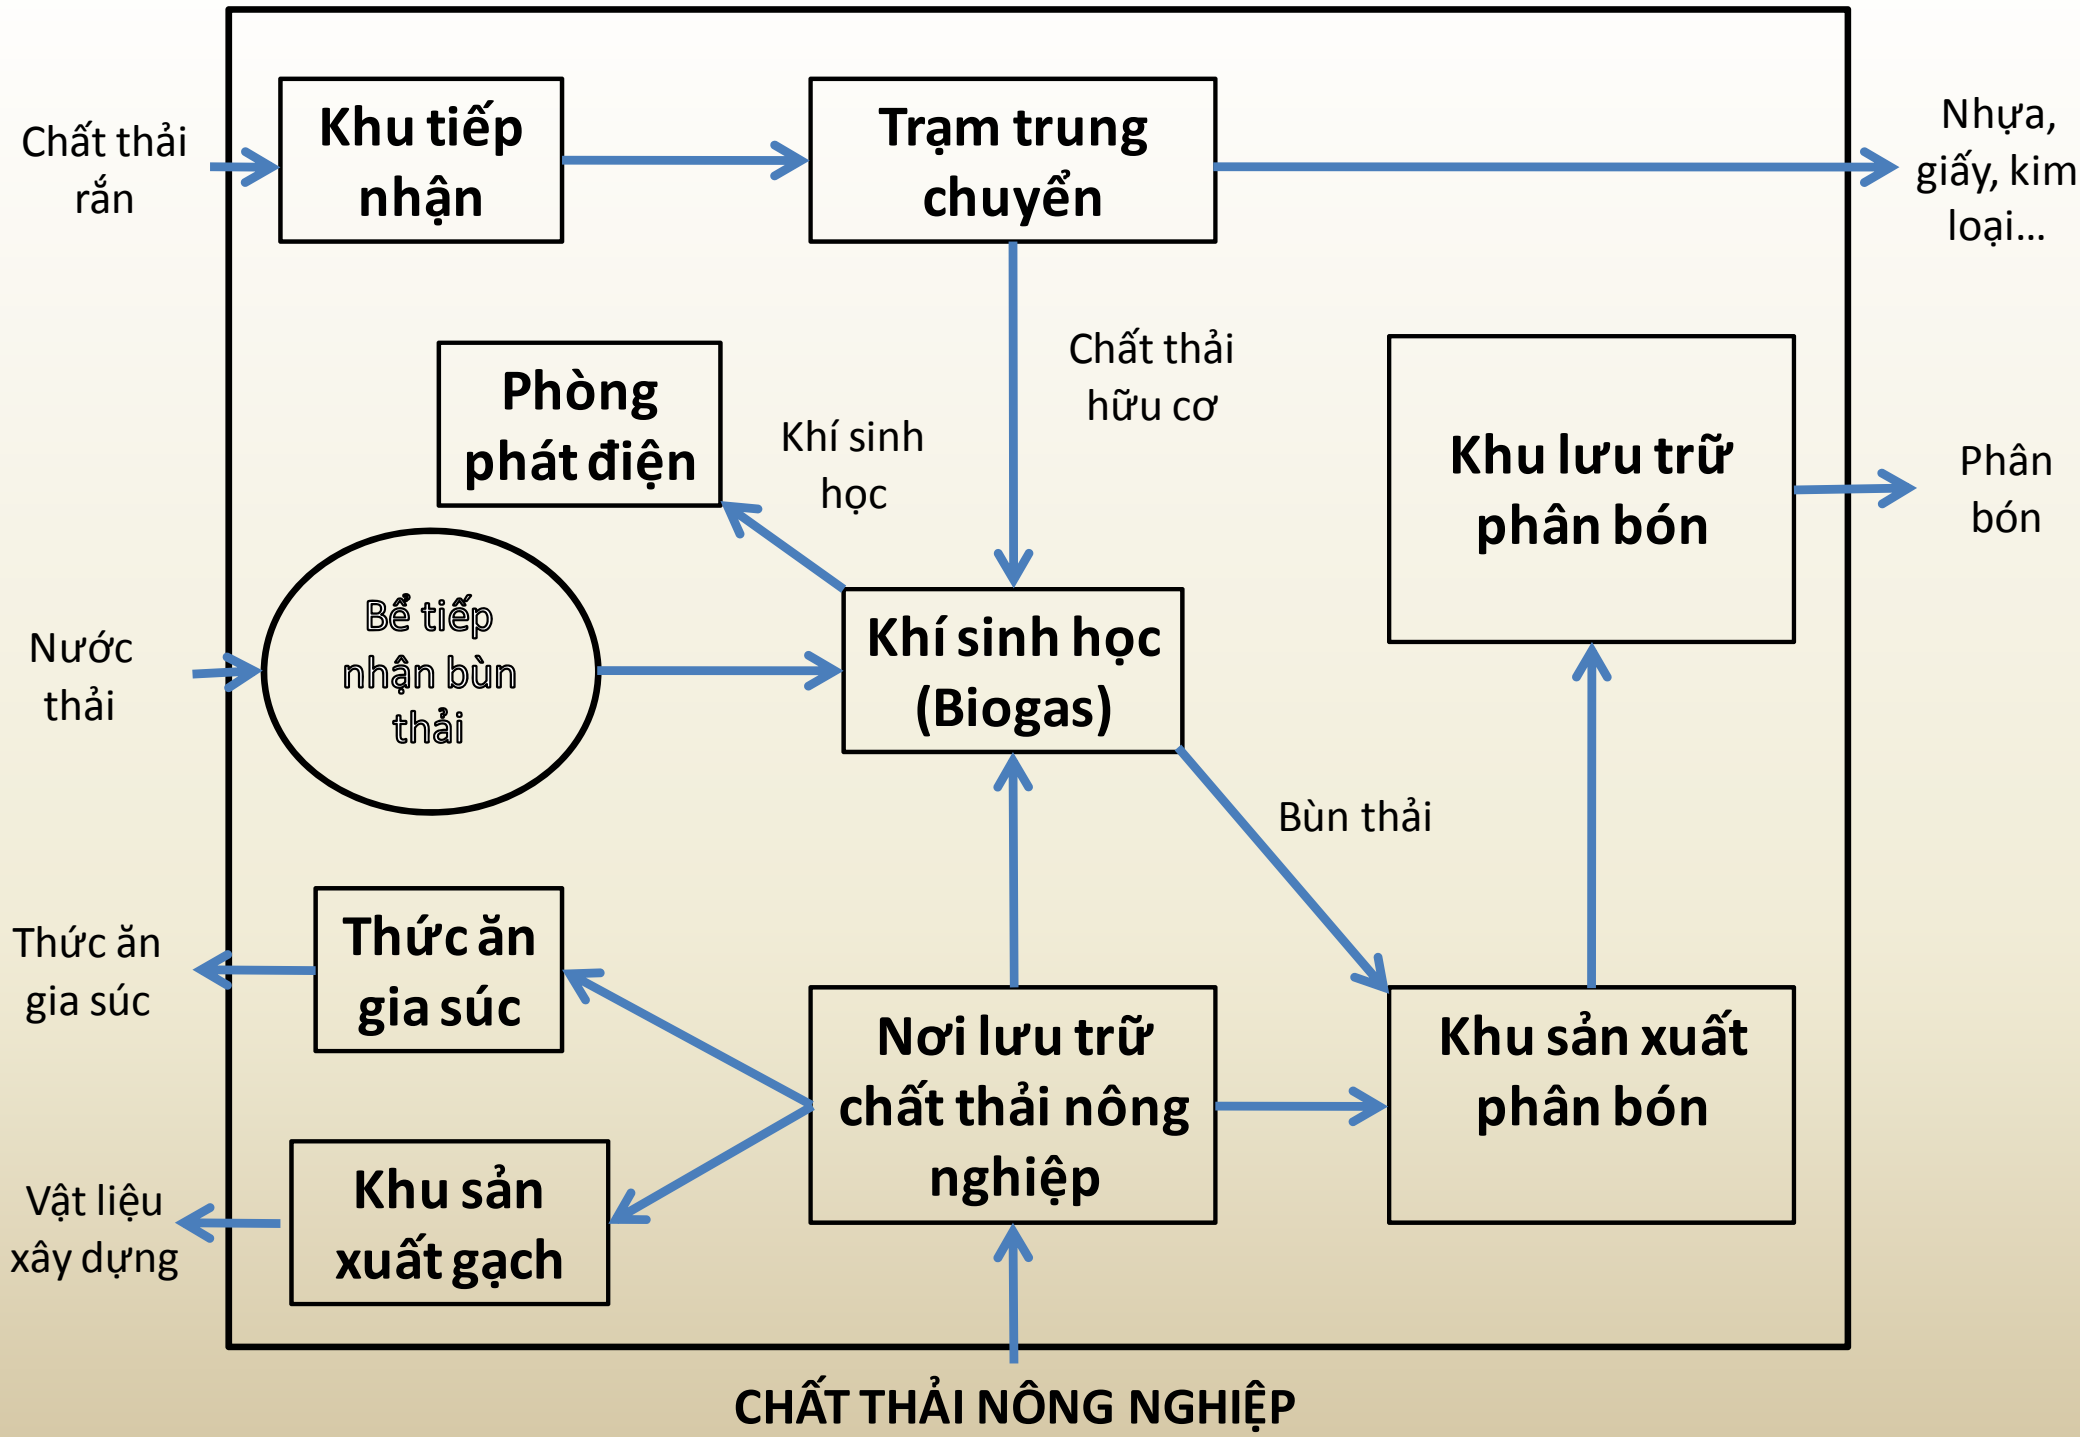 Chất thải
rắn
Khu tiếp
nhận
Trạm trung
chuyển
Nhựa,
giấy, kim
loại...
Phòng
phát điện
Khí sinh
học
Chất thải
hữu cơ
Khu lưu trữ
phân bón
Phân
bón
Nước
thải
Bể tiếp
nhận bùn
thải
Khí sinh học
(Biogas)
Bùn thải
Thức ăn
gia súc
Thức ăn
gia súc
Nơi lưu trữ
chất thải nông
nghiệp
Khu sản xuất
phân bón
Vật liệu
xây dựng
Khu sản
xuất gạch
CHẤT THẢI NÔNG NGHIỆP